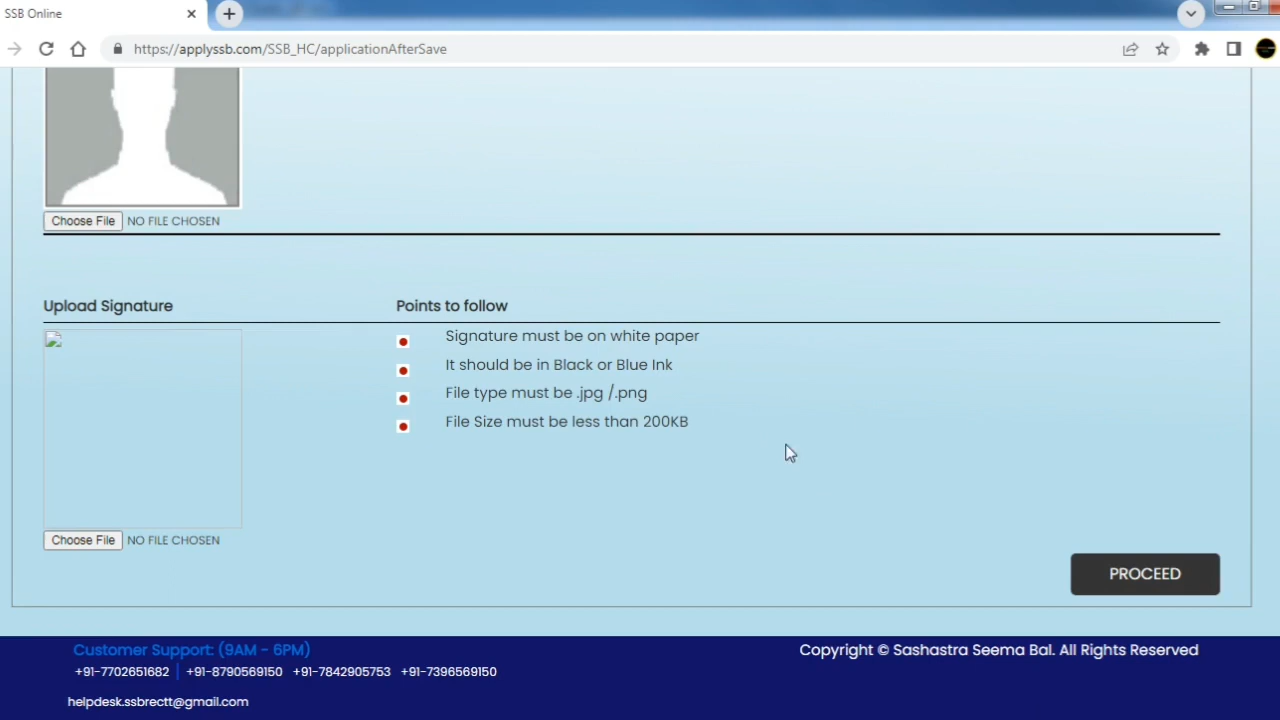 SSB Online
https://applyssb.com/SSB_HC/applicationAfterSave
Choose File NO FILE CHOSEN
Upload Signature
Points to follow
Signature must be on white paper
It should be in Black or Blue Ink
File type must be .jpg /.png
File Size must be less than 200KB
Choose File NO FILE CHOSEN
PROCEED
Customer Support: (9AM - 6PM)
+91-7702651682 | +91-8790569150 +91-7842905753 +91-7396569150
helpdesk.ssbrectt@gmail.com
Copyright © Sashastra Seema Bal. All Rights Reserved